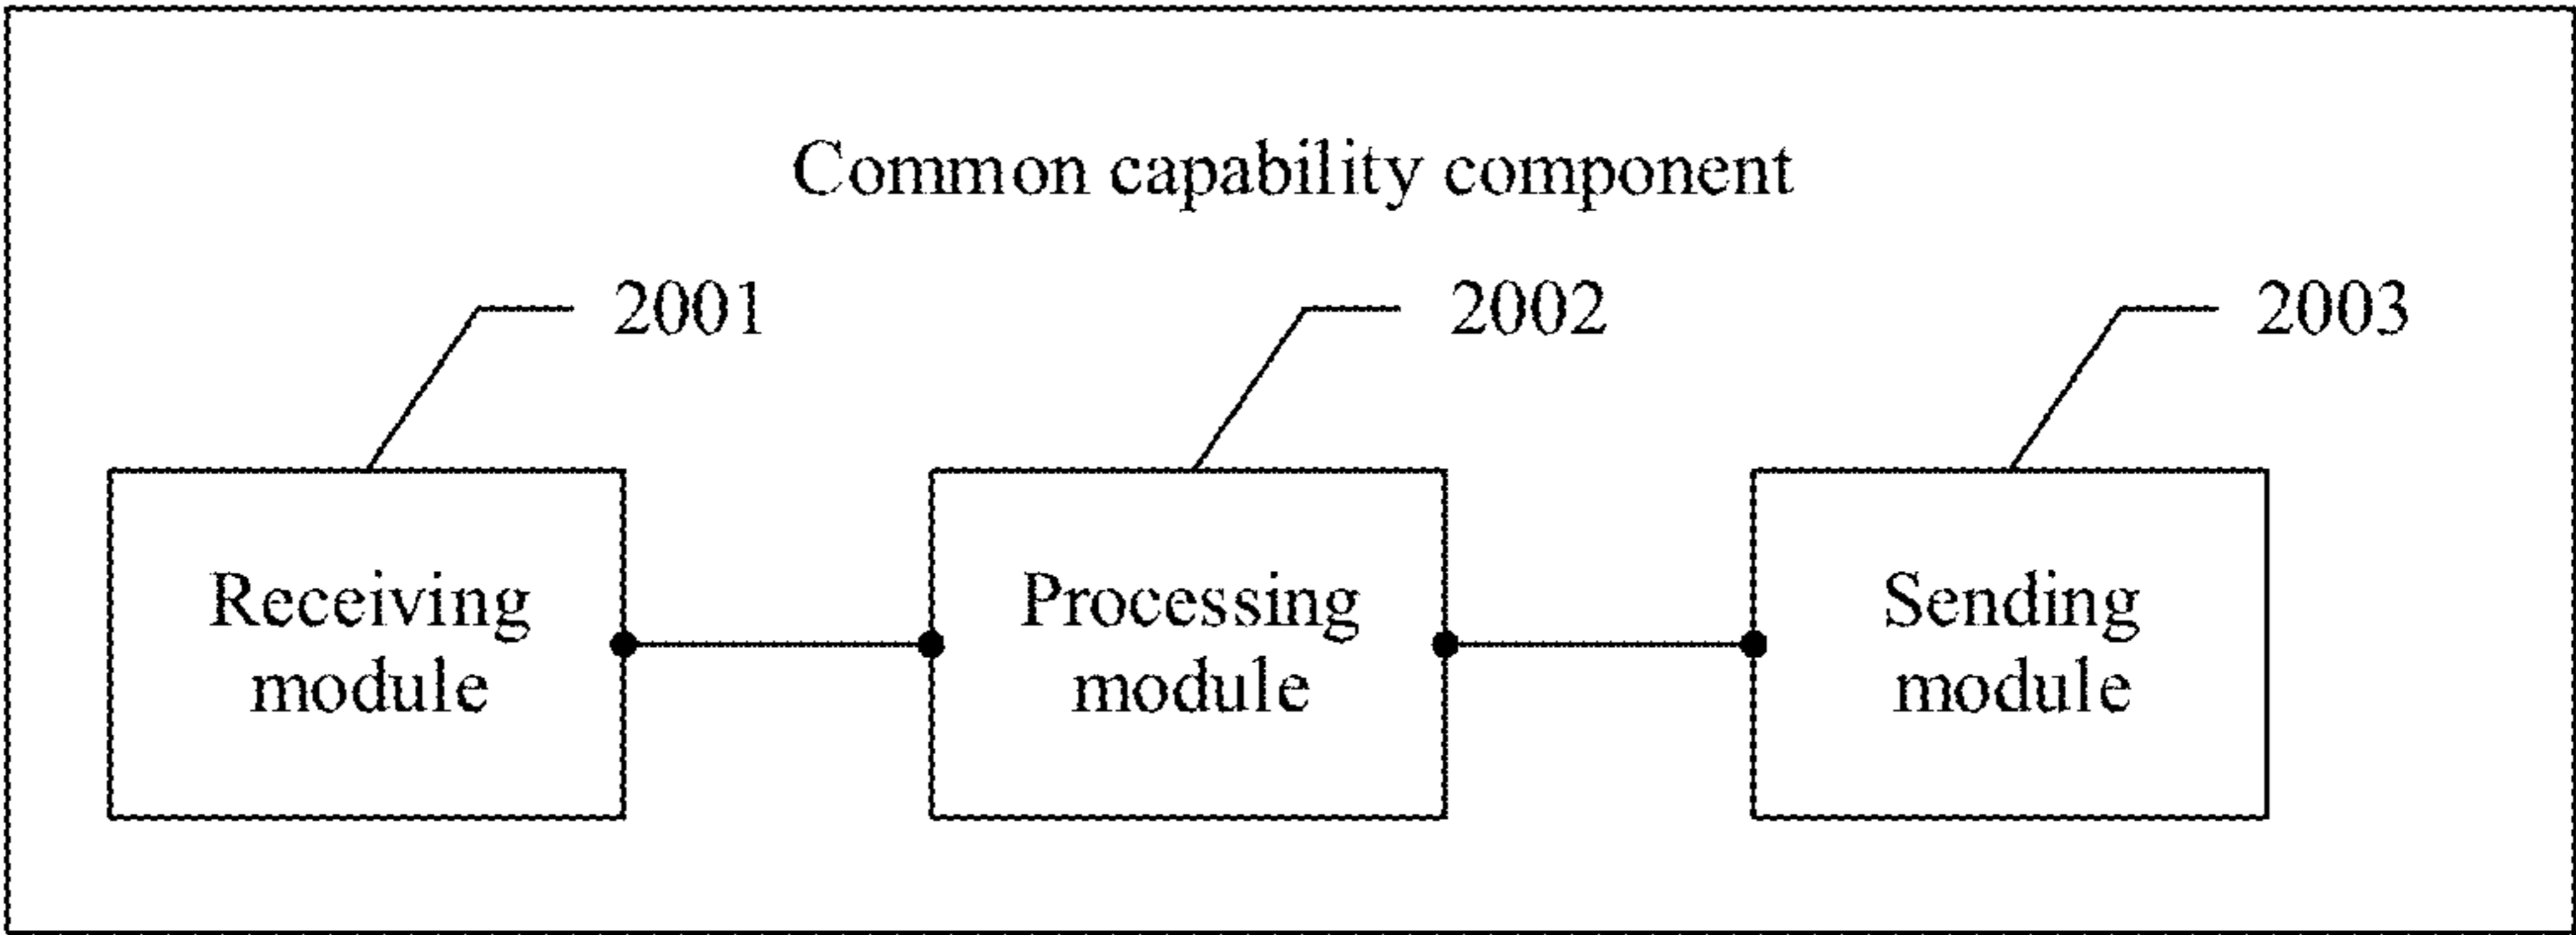 Common capability component
2001
2002
2003
Receiving
module
Processing
module
Sending
module